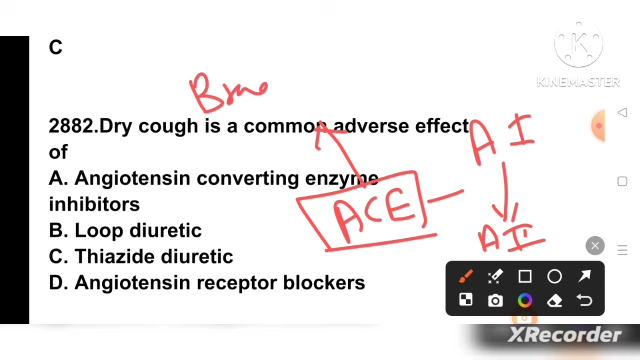 C
KINEMASTER
2882.Dry cough is a common adverse effect
of
A. Angiotensin converting enzyme
inhibitors
B. Loop diuretic
C. Thiazide diuretic
D. Angiotensin receptor blockers
A I
ACE
A II
XRecorder